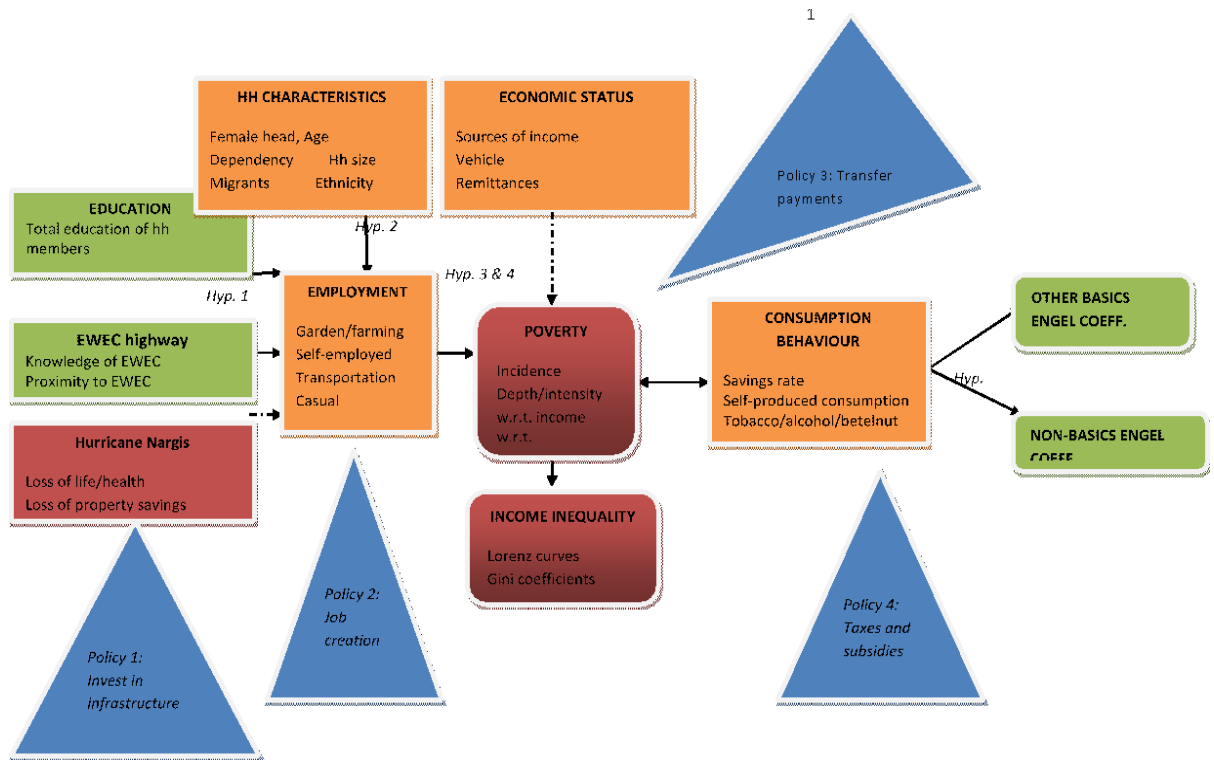 1
HH CHARACTERISTICS
Female head, Age
Dependency Hh size
Migrants Ethnicity
ECONOMIC STATUS
Sources of income
Vehicle
Remittances
Policy 3: Transfer
payments
EDUCATION
Total education of hh
members
Hyp. 2
Hyp. 1
Hyp. 3 & 4
EMPLOYMENT
Garden/farming
Self-employed
Transportation
Casual
EWEC highway
Knowledge of EWEC
Proximity to EWEC
POVERTY
Incidence
Depth/intensity
w.r.t. income
w.r.t.
CONSUMPTION
BEHAVIOUR
Savings rate
Self-produced consumption
Tobacco/alcohol/betelnut
OTHER BASICS
ENGEL COEFF.
Hyp.
NON-BASICS ENGEL
COEFF
Hurricane Nargis
Loss of life/health
Loss of property savings
INCOME INEQUALITY
Lorenz curves
Gini coefficients
Policy 1:
Invest in
infrastructure
Policy 2:
Job
creation
Policy 4:
Taxes and
subsidies